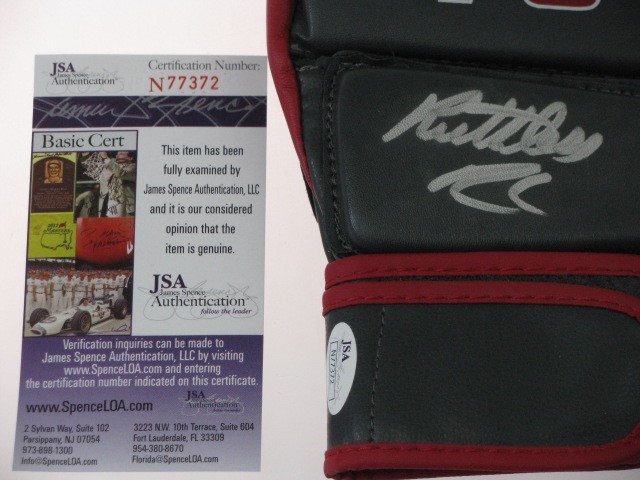 JSA
James Spence
Authentication
Certification Number:
N77372
Basic Cert
This item has been
fully examined by
James Spence Authentication, LLC
and it is our considered
opinion that the
item is genuine.
JSA
James Spence
Authentication
follow the leader
Verification inquiries can be made to
James Spence Authentication, LLC by visiting
www.SpenceLOA.com and entering
the certification number indicated on this certificate.
www.SpenceLOA.com
JSA
Authentication
2 Sylvan Way, Suite 102
Parsippany, NJ 07054
973-898-1300
Info@SpenceLOA.com
3223 N.W. 10th Terrace, Suite 604
Fort Lauderdale, FL 33309
954-380-8670
Florida@SpenceLOA.com
Ruthless
RL
JSA
N77372